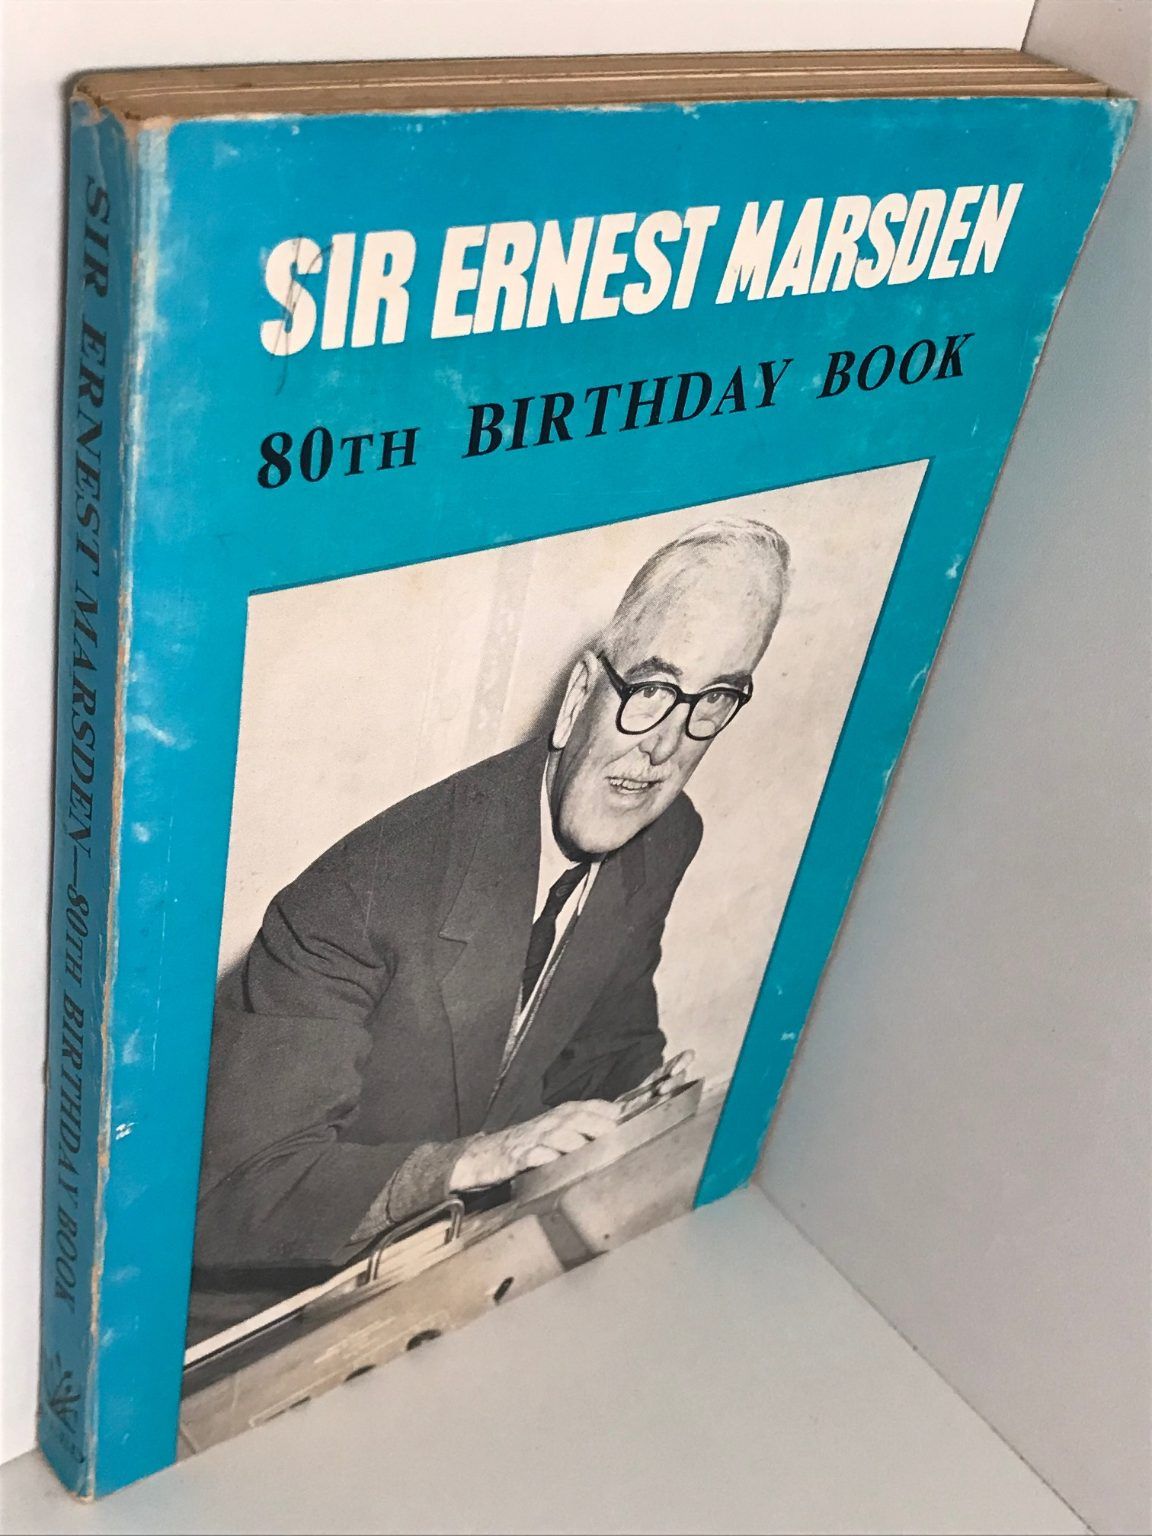 SIR ERNEST MARSDEN
80TH BIRTHDAY BOOK
SIR ERNEST MARSDEN—80TH BIRTHDAY BOOK